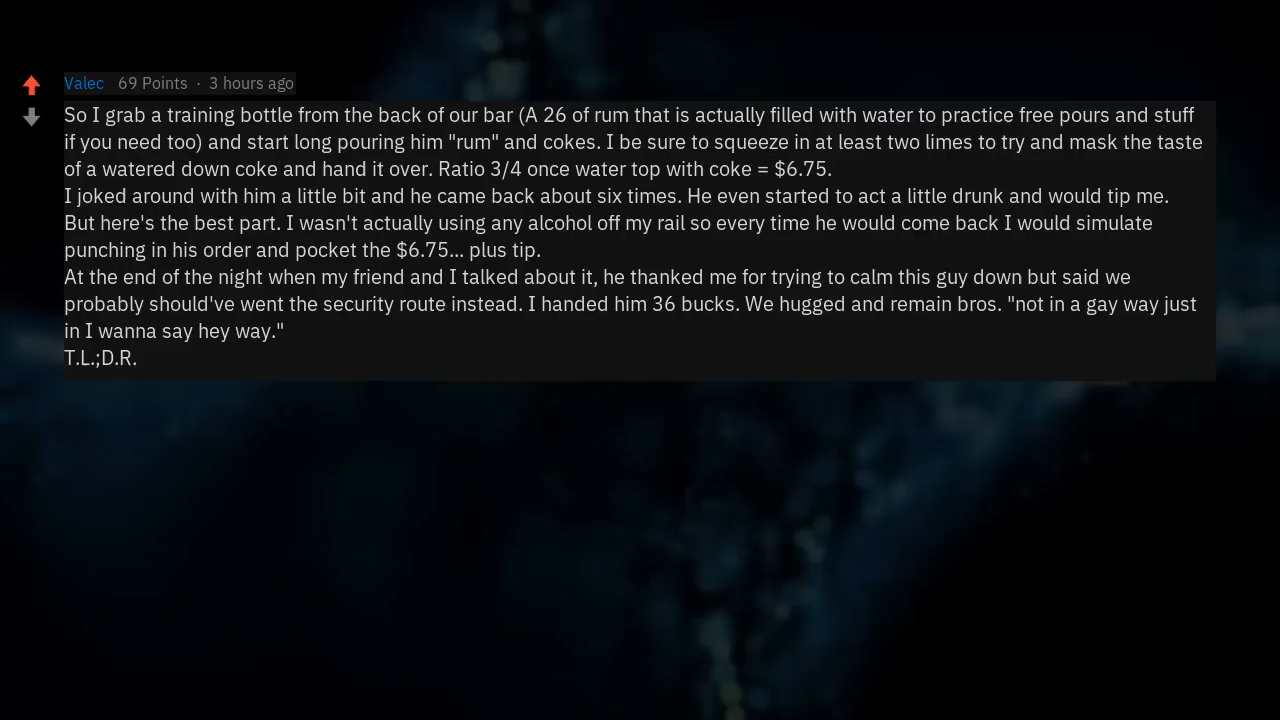 Valec 69 Points · 3 hours ago
So I grab a training bottle from the back of our bar (A 26 of rum that is actually filled with water to practice free pours and stuff
if you need too) and start long pouring him "rum" and cokes. I be sure to squeeze in at least two limes to try and mask the taste
of a watered down coke and hand it over. Ratio 3/4 once water top with coke = $6.75.
I joked around with him a little bit and he came back about six times. He even started to act a little drunk and would tip me.
But here's the best part. I wasn't actually using any alcohol off my rail so every time he would come back I would simulate
punching in his order and pocket the $6.75... plus tip.
At the end of the night when my friend and I talked about it, he thanked me for trying to calm this guy down but said we
probably should've went the security route instead. I handed him 36 bucks. We hugged and remain bros. "not in a gay way just
in I wanna say hey way."
T.L.;D.R.